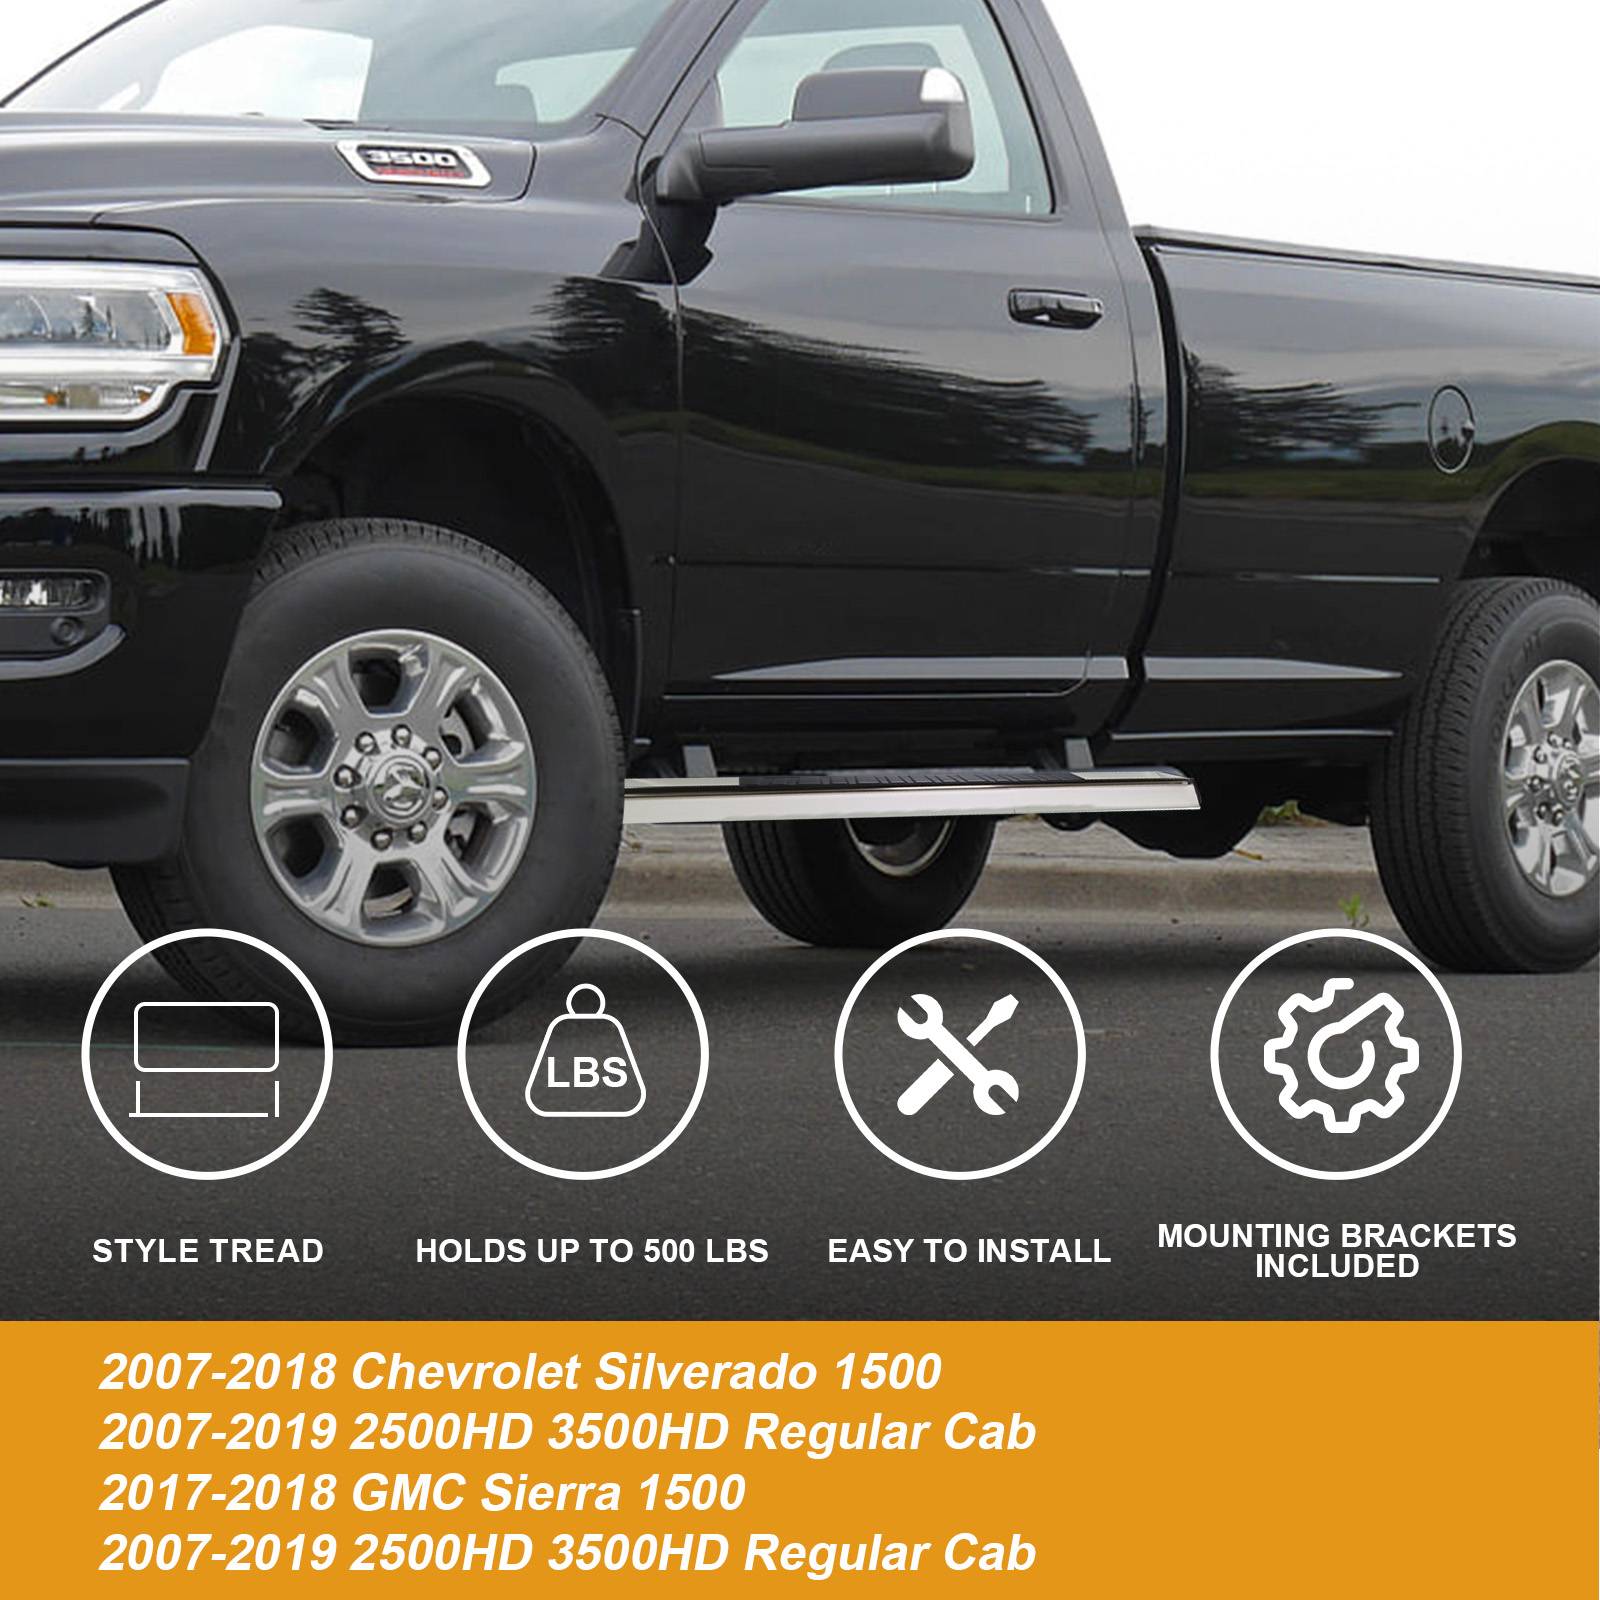 3500
LBS
STYLE TREAD
HOLDS UP TO 500 LBS
EASY TO INSTALL
MOUNTING BRACKETS
INCLUDED
2007-2018 Chevrolet Silverado 1500
2007-2019 2500HD 3500HD Regular Cab
2017-2018 GMC Sierra 1500
2007-2019 2500HD 3500HD Regular Cab